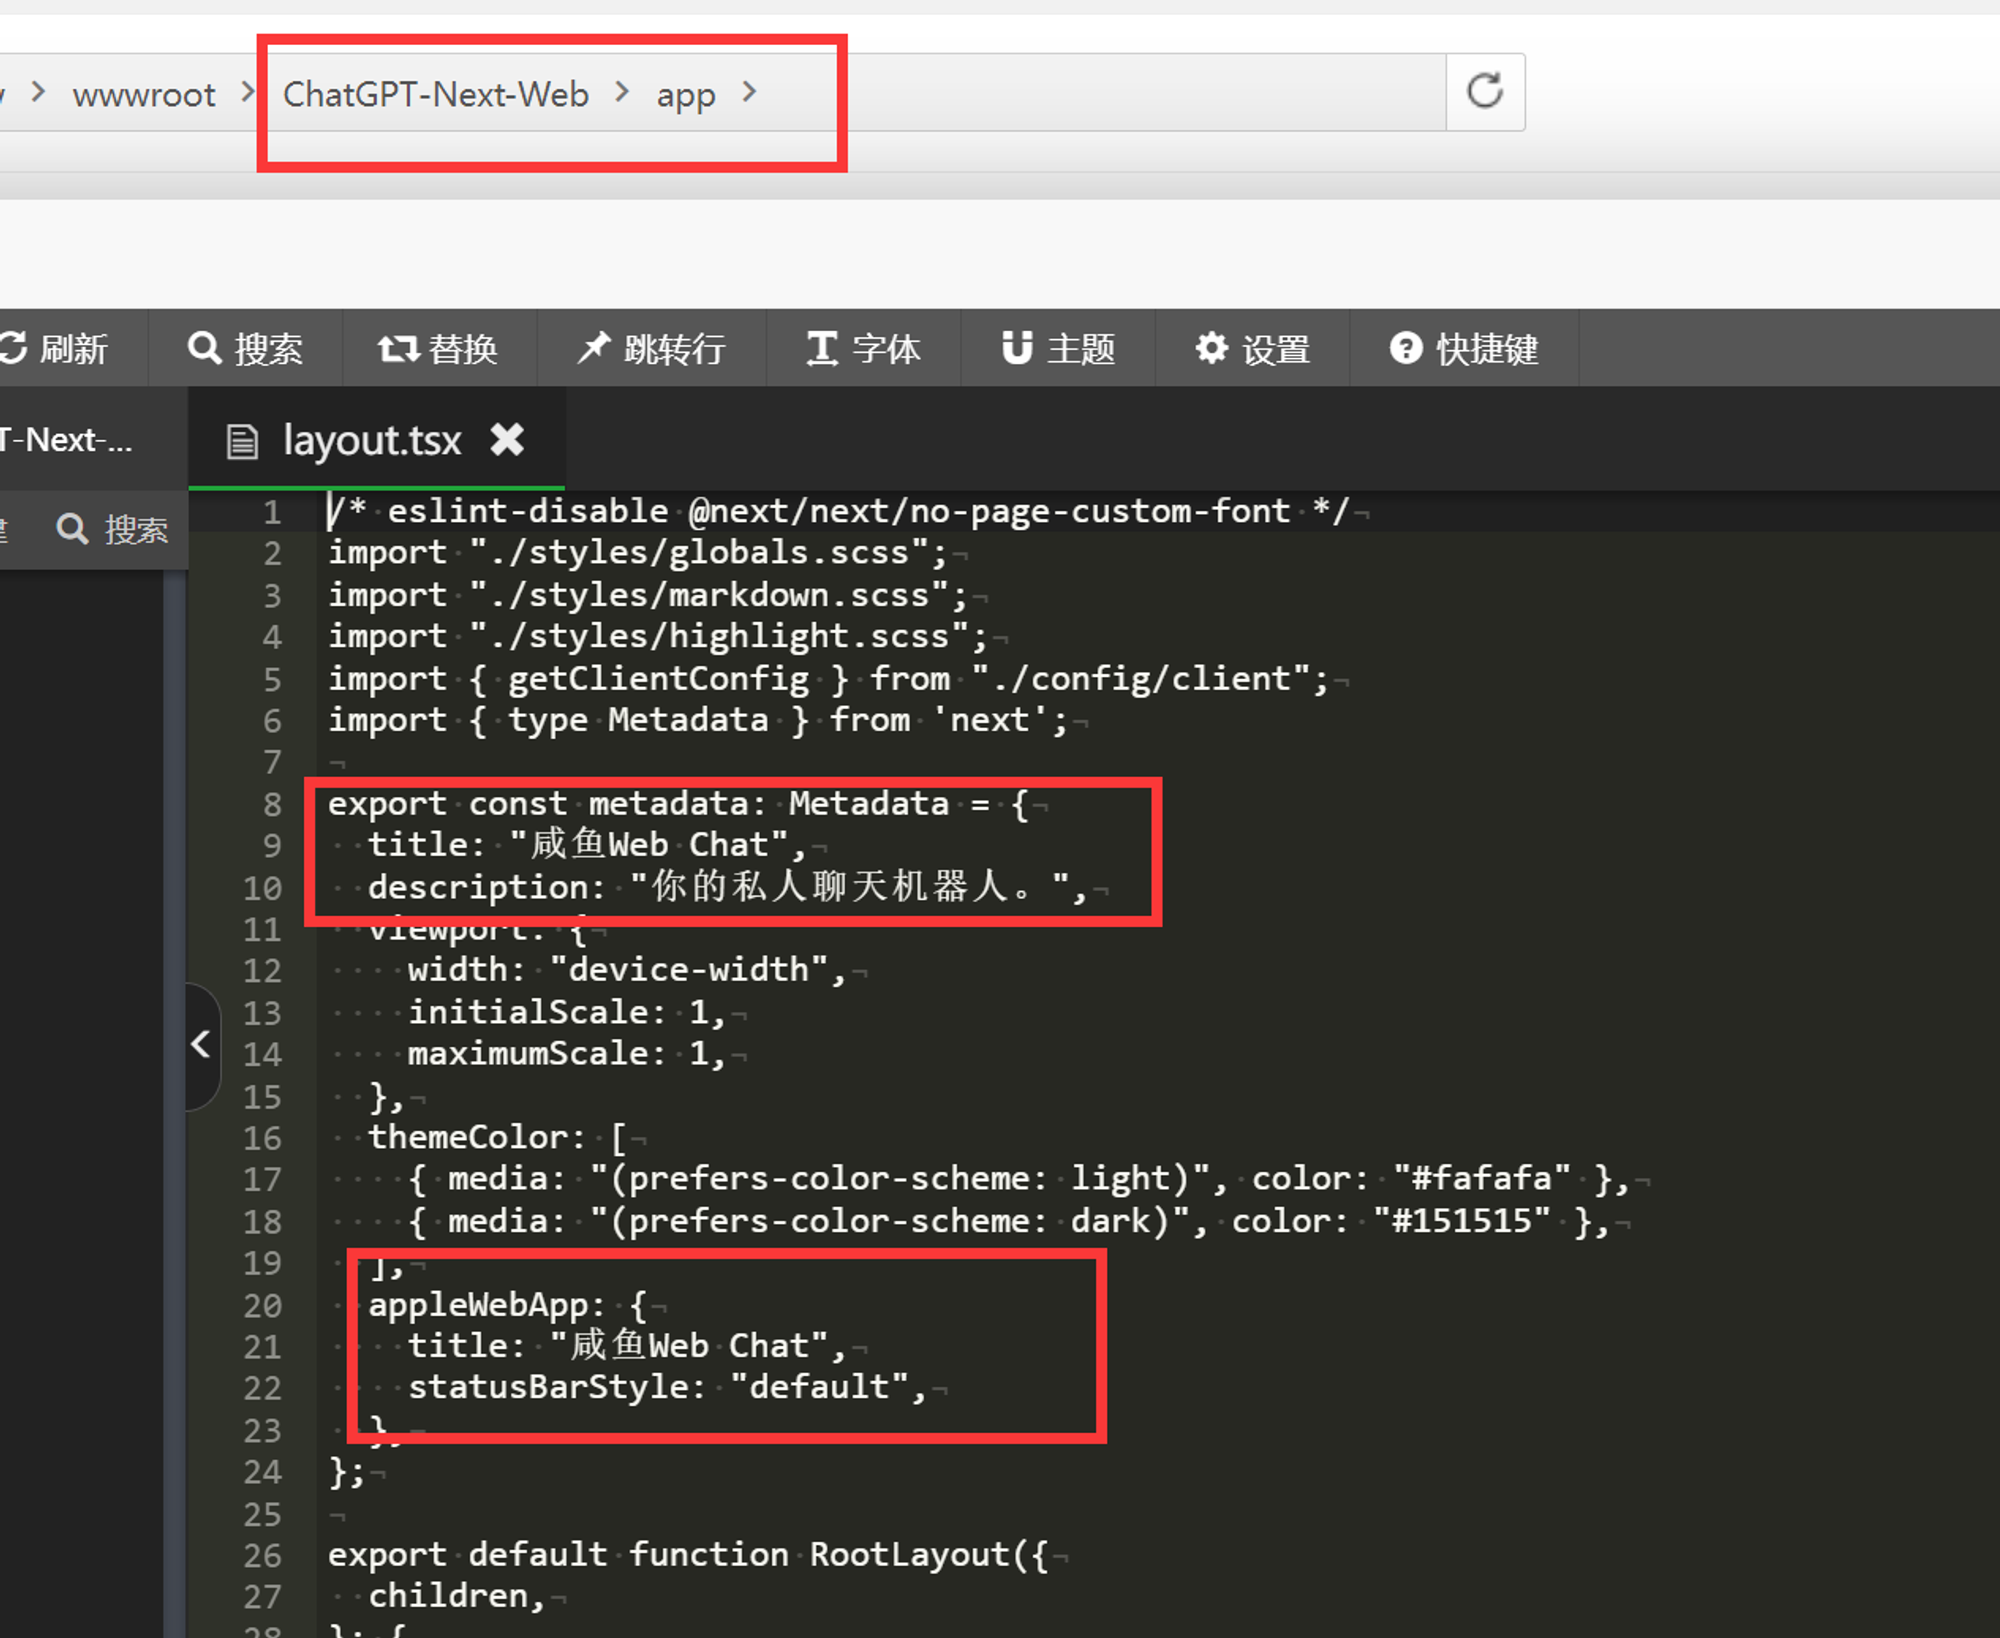 wwwroot > ChatGPT-Next-Web > app >
刷新 搜索 替换 跳转行 字体 主题 设置 快捷键
T-Next-... layout.tsx
搜索
1 /* eslint-disable @next/next/no-page-custom-font */
2 import "./styles/globals.scss";
3 import "./styles/markdown.scss";
4 import "./styles/highlight.scss";
5 import { getClientConfig } from "./config/client";
6 import { type Metadata } from 'next';
7
8 export const metadata: Metadata = {
9 title: "咸鱼Web Chat",
10 description: "你的私人聊天机器人。",
11 viewport: {
12 width: "device-width",
13 initialScale: 1,
14 maximumScale: 1,
15 },
16 themeColor: [
17 { media: "(prefers-color-scheme: light)", color: "#fafafa" },
18 { media: "(prefers-color-scheme: dark)", color: "#151515" },
19 ],
20 appleWebApp: {
21 title: "咸鱼Web Chat",
22 statusBarStyle: "default",
23 },
24 };
25
26 export default function RootLayout({
27 children,
28 }: {